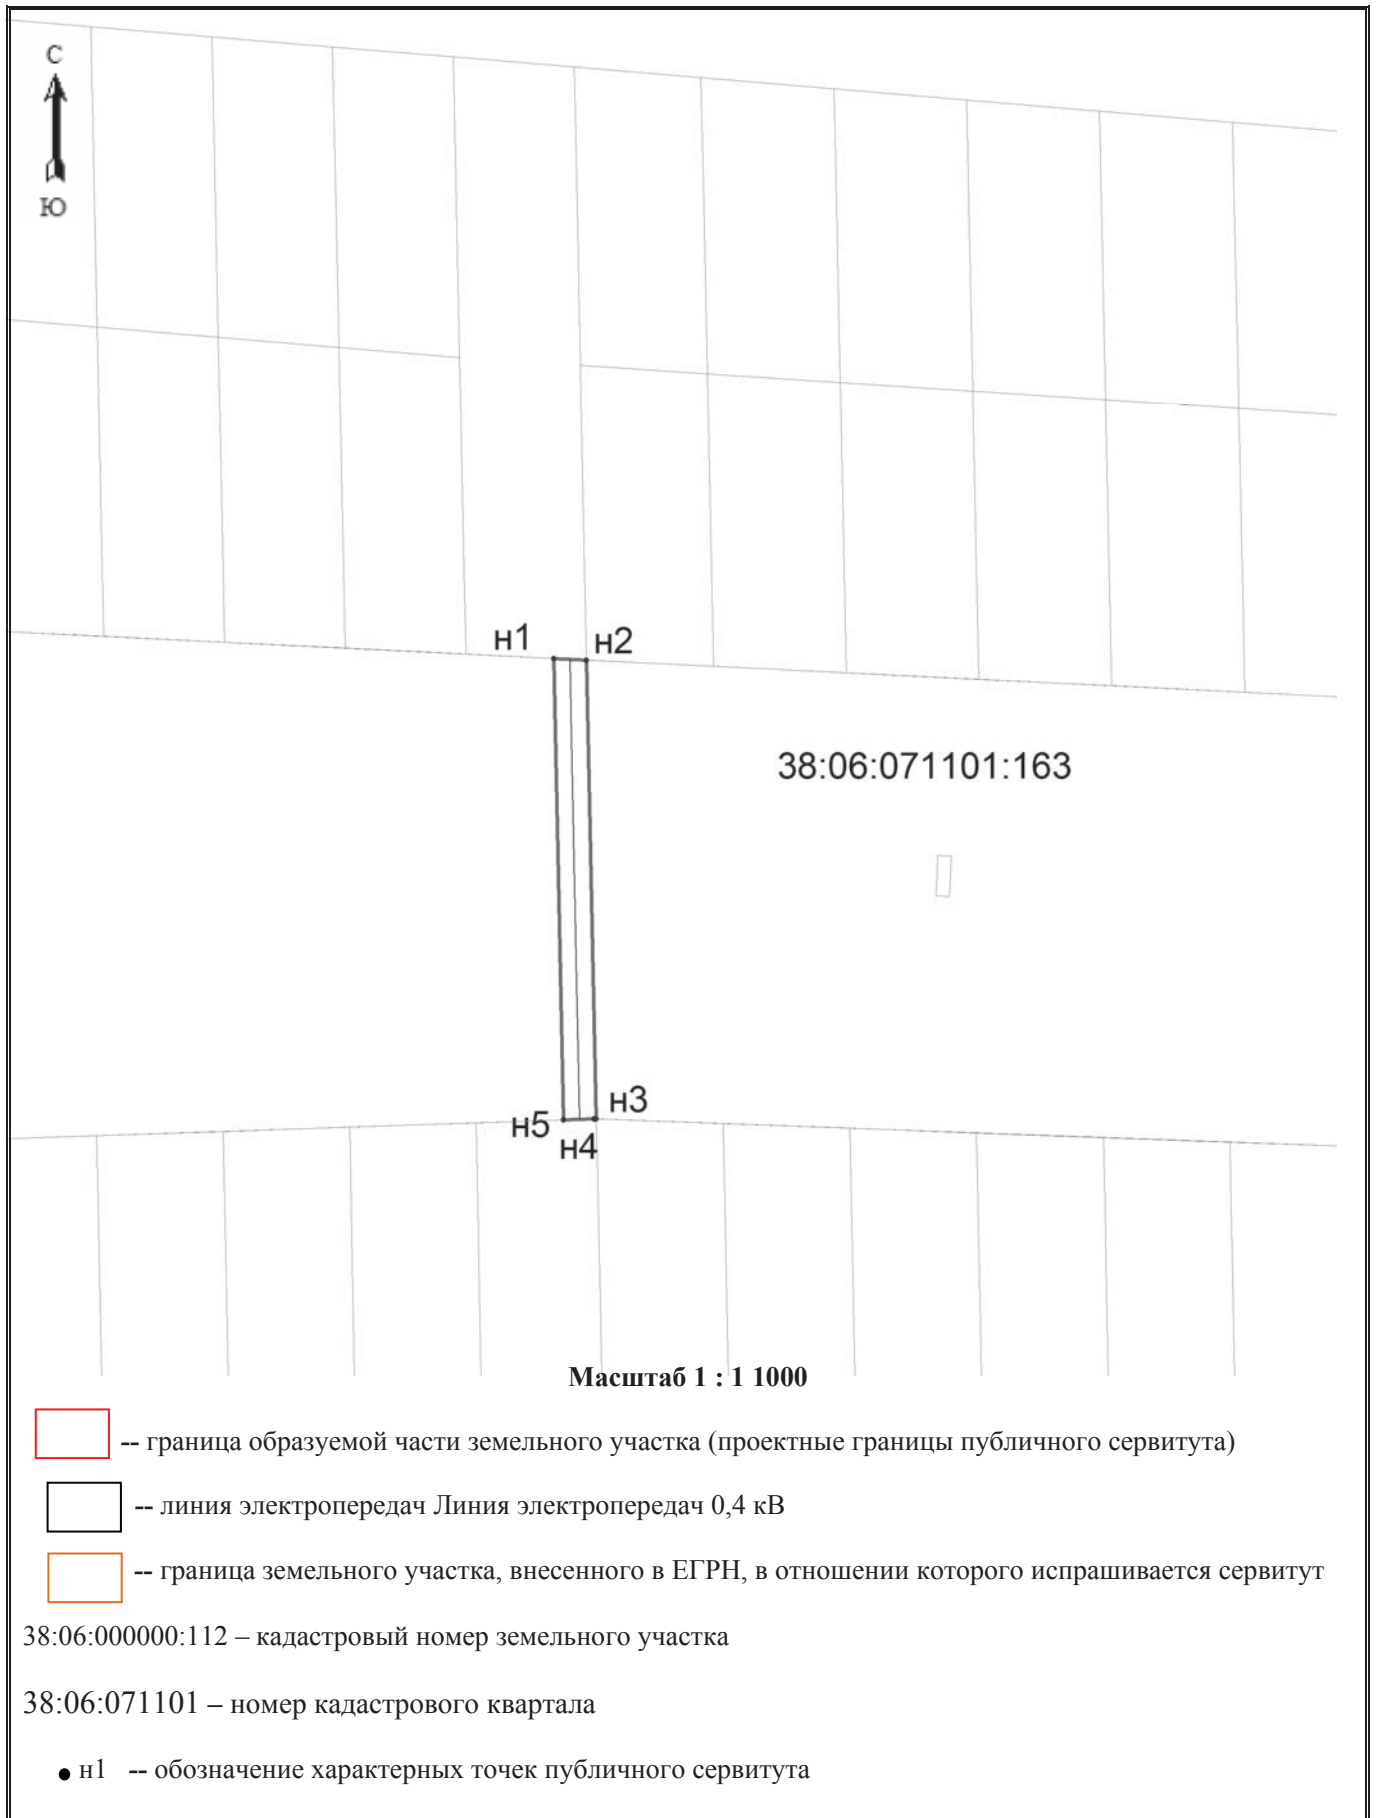 С
Ю
н1
н2
38:06:071101:163
н3
н5
н4
Масштаб 1 : 1 1000
-- граница образуемой части земельного участка (проектные границы публичного сервитута)
-- линия электропередач Линия электропередач 0,4 кВ
-- граница земельного участка, внесенного в ЕГРН, в отношении которого испрашивается сервитут
38:06:000000:112 – кадастровый номер земельного участка
38:06:071101 – номер кадастрового квартала
• н1 -- обозначение характерных точек публичного сервитута